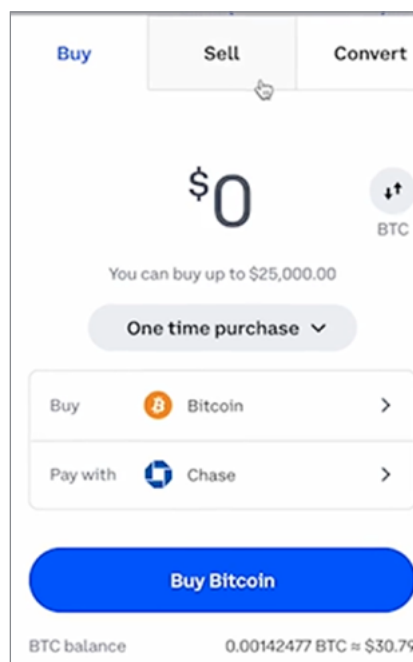 Buy Sell Convert
$0
BTC
You can buy up to $25,000.00
One time purchase
Buy Bitcoin
Pay with Chase
Buy Bitcoin
BTC balance 0.00142477 BTC ≈ $30.79